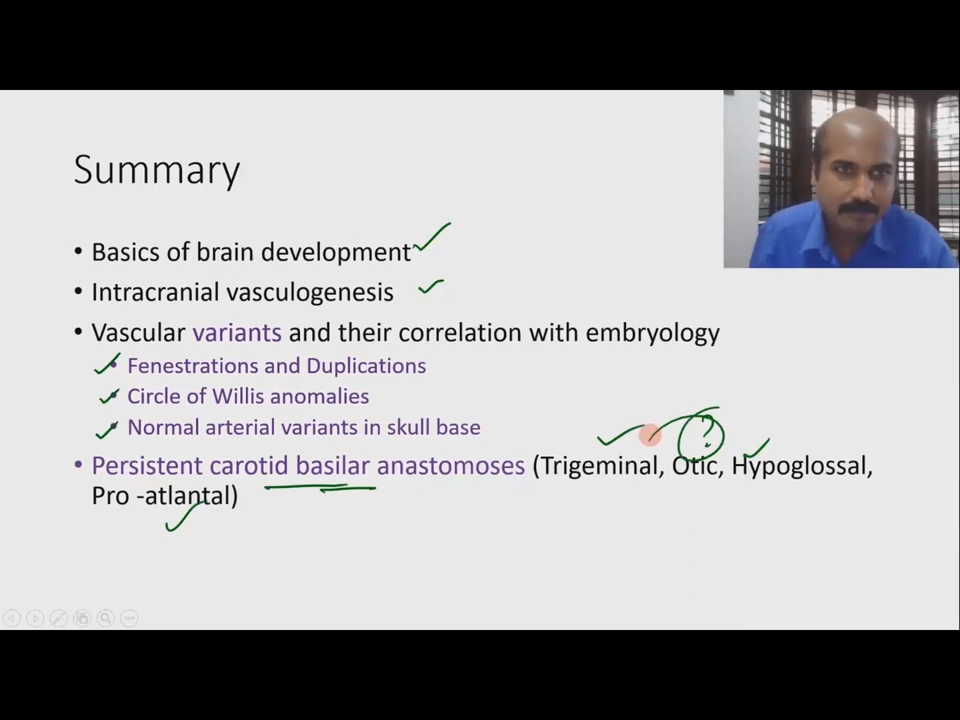 Summary
• Basics of brain development
• Intracranial vasculogenesis
• Vascular variants and their correlation with embryology
• Fenestrations and Duplications
• Circle of Willis anomalies
• Normal arterial variants in skull base
?
• Persistent carotid basilar anastomoses (Trigeminal, Otic, Hypoglossal,
Pro -atlantal)